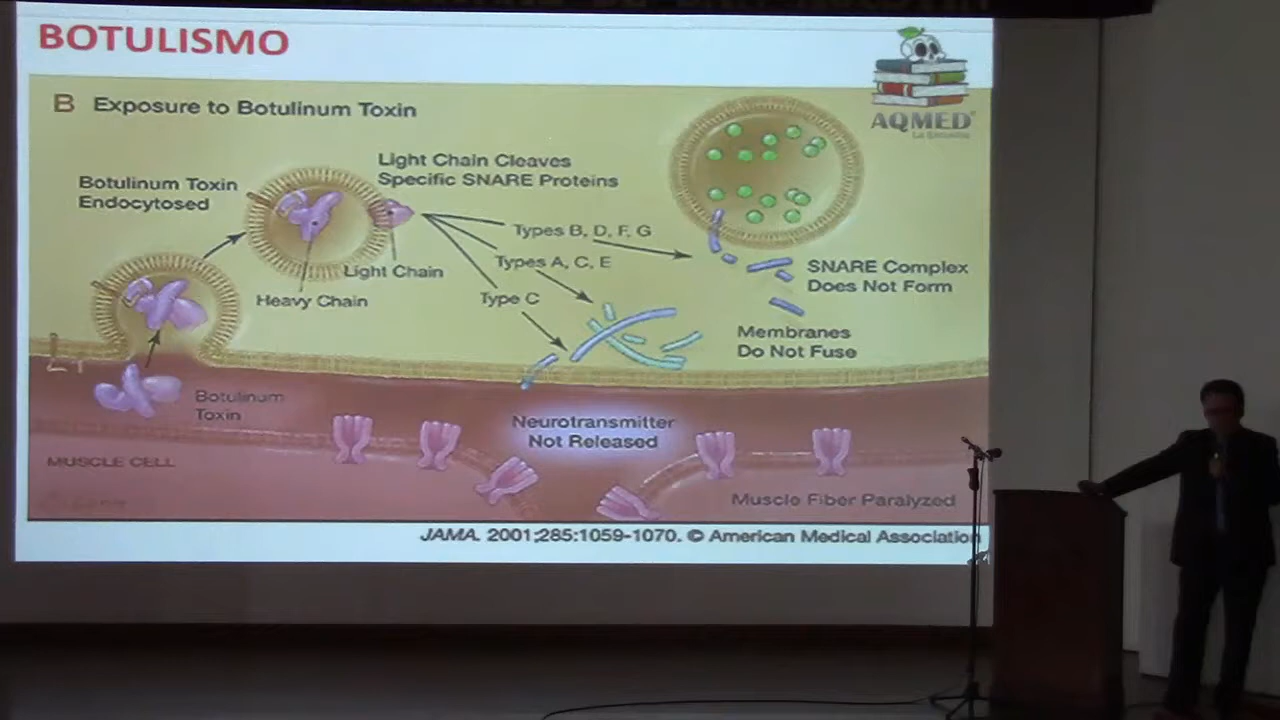 BOTULISMO
AQMED
B Exposure to Botulinum Toxin
Light Chain Cleaves
Specific SNARE Proteins
Botulinum Toxin
Endocytosed
Types B, D, F, G
Types A, C, E
Type C
Light Chain
Heavy Chain
SNARE Complex
Does Not Form
Membranes
Do Not Fuse
Botulinum
Toxin
Neurotransmitter
Not Released
MUSCLE CELL
Muscle Fiber Paralyzed
JAMA. 2001;285:1059-1070. © American Medical Association